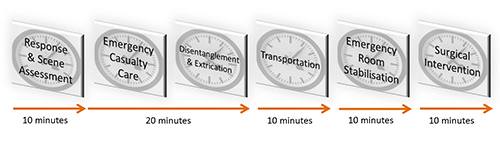 Response
& Scene
Assessment
Emergency
Casualty
Care
Disentanglement
& Extrication
Transportation
Emergency
Room
Stabilisation
Surgical
Intervention
10 minutes
20 minutes
10 minutes
10 minutes
10 minutes